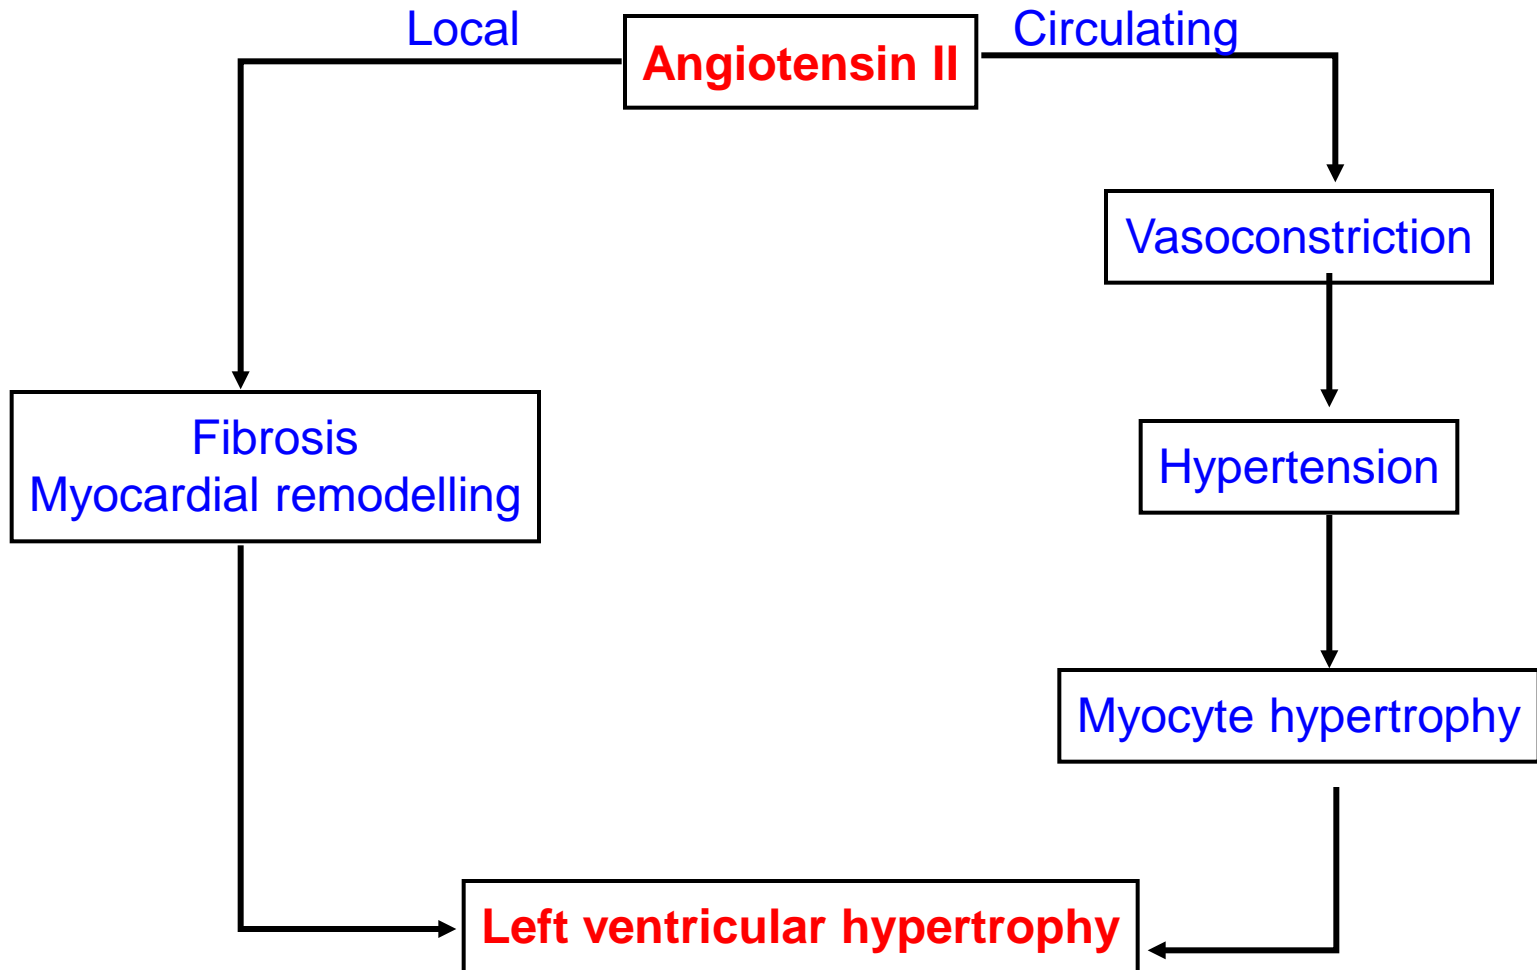 Local
Angiotensin II
Circulating
Vasoconstriction
Fibrosis
Myocardial remodelling
Hypertension
Myocyte hypertrophy
Left ventricular hypertrophy